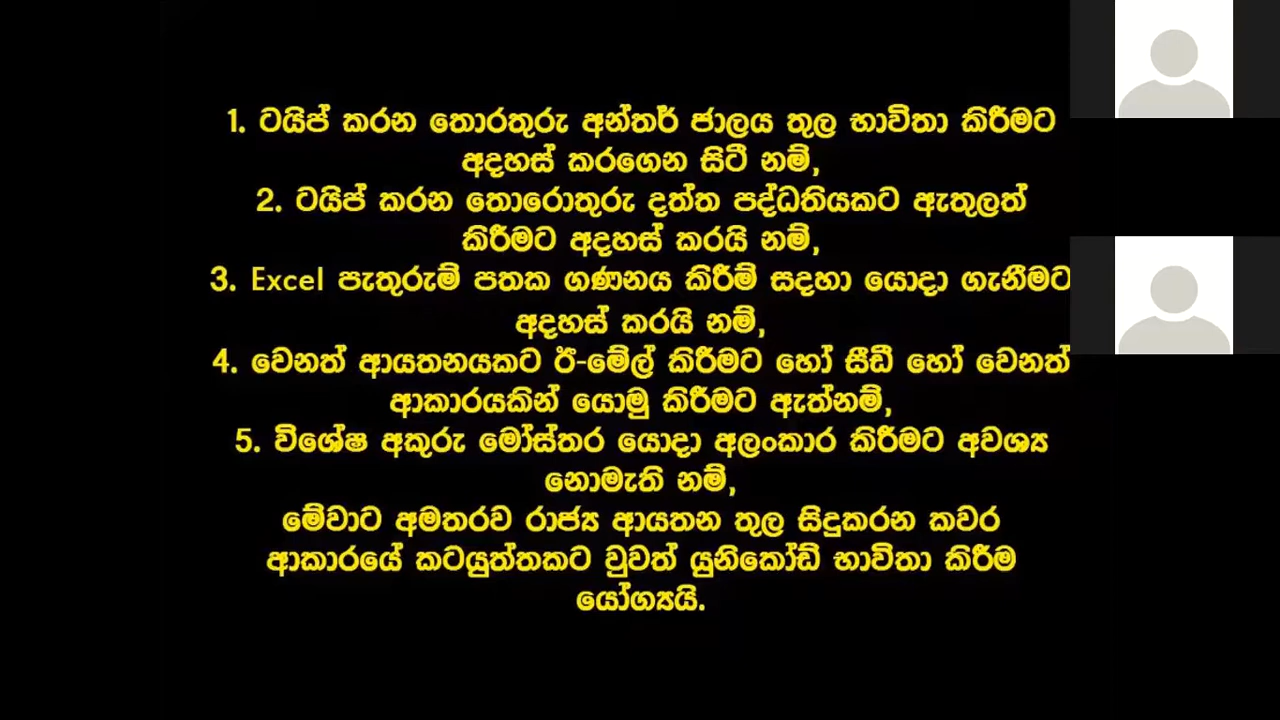 1. ටයිප් කරන තොරතුරු අන්තර් ජාලය තුල භාවිතා කිරීමට
අදහස් කරගෙන සිටී නම්,
2. ටයිප් කරන තොරොතුරු දත්ත පද්ධතියකට ඇතුලත්
කිරීමට අදහස් කරයි නම්,
3. Excel පැතුරුම් පතක ගණනය කිරීම් සදහා යොදා ගැනීමට
අදහස් කරයි නම්,
4. වෙනත් ආයතනයකට ඊ-මේල් කිරීමට හෝ සීඩී හෝ වෙනත්
ආකාරයකින් යොමු කිරීමට ඇත්නම්,
5. විශේෂ අකුරු මෝස්තර යොදා අලංකාර කිරීමට අවශ්‍ය
නොමැති නම්,
මේවාට අමතරව රාජ්‍ය ආයතන තුල සිදුකරන කවර
ආකාරයේ කටයුත්තකට වුවත් යුනිකෝඩ් භාවිතා කිරීම
යෝග්‍යයි.